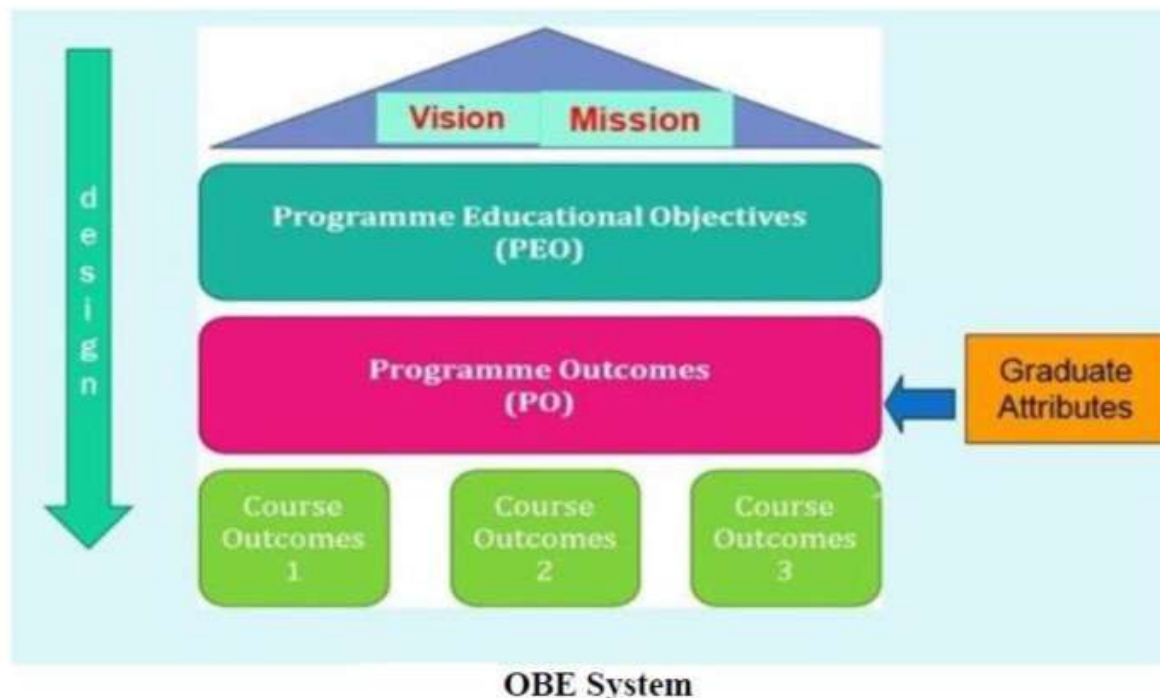 design
Vision Mission
Programme Educational Objectives
(PEO)
Programme Outcomes
(PO)
Graduate
Attributes
Course
Outcomes
1
Course
Outcomes
2
Course
Outcomes
3
OBE System